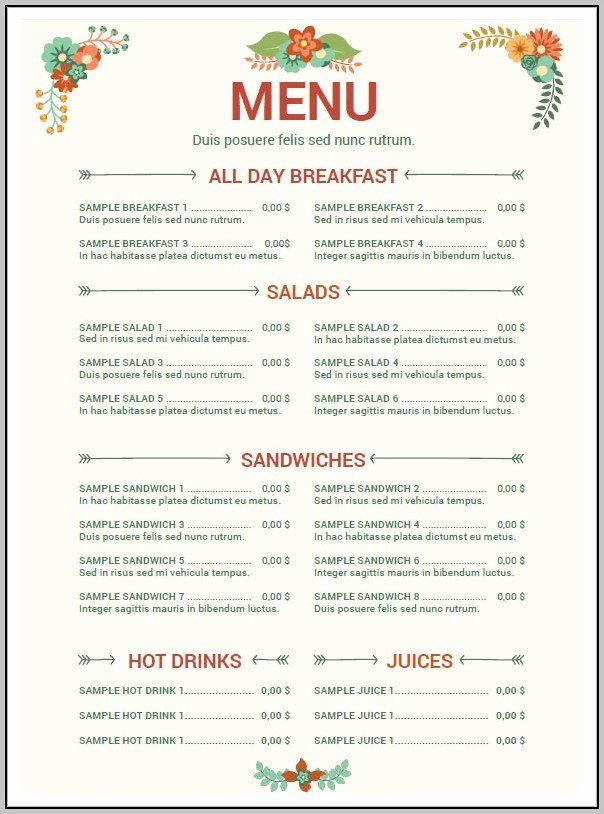 MENU
Duis posuere felis sed nunc rutrum.
ALL DAY BREAKFAST
SAMPLE BREAKFAST 1 ...................... 0,00 $
Duis posuere felis sed nunc rutrum.
SAMPLE BREAKFAST 2 ...................... 0,00 $
Sed in risus sed mi vehicula tempus.
SAMPLE BREAKFAST 3 ...................... 0,00$
In hac habitasse platea dictumst eu metus.
SAMPLE BREAKFAST 4 ...................... 0,00 $
Integer sagittis mauris in bibendum luctus.
SALADS
SAMPLE SALAD 1 ............................... 0,00 $
Sed in risus sed mi vehicula tempus.
SAMPLE SALAD 2 ............................... 0,00 $
In hac habitasse platea dictumst eu metus.
SAMPLE SALAD 3 ............................... 0,00 $
Duis posuere felis sed nunc rutrum.
SAMPLE SALAD 4 ............................... 0,00 $
Sed in risus sed mi vehicula tempus.
SAMPLE SALAD 5 ............................... 0,00 $
In hac habitasse platea dictumst eu metus.
SAMPLE SALAD 6 ............................... 0,00 $
Integer sagittis mauris in bibendum luctus.
SANDWICHES
SAMPLE SANDWICH 1 ....................... 0,00 $
In hac habitasse platea dictumst eu metus.
SAMPLE SANDWICH 2 ....................... 0,00 $
Sed in risus sed mi vehicula tempus.
SAMPLE SANDWICH 3 ....................... 0,00 $
Duis posuere felis sed nunc rutrum.
SAMPLE SANDWICH 4 ....................... 0,00 $
In hac habitasse platea dictumst eu metus.
SAMPLE SANDWICH 5 ....................... 0,00 $
Sed in risus sed mi vehicula tempus.
SAMPLE SANDWICH 6 ....................... 0,00 $
Integer sagittis mauris in bibendum luctus.
SAMPLE SANDWICH 7 ....................... 0,00 $
Integer sagittis mauris in bibendum luctus.
SAMPLE SANDWICH 8 ....................... 0,00 $
Duis posuere felis sed nunc rutrum.
HOT DRINKS
SAMPLE HOT DRINK 1......................... 0,00 $
SAMPLE HOT DRINK 1......................... 0,00 $
SAMPLE HOT DRINK 1......................... 0,00 $
JUICES
SAMPLE JUICE 1.................................. 0,00 $
SAMPLE JUICE 1.................................. 0,00 $
SAMPLE JUICE 1.................................. 0,00 $